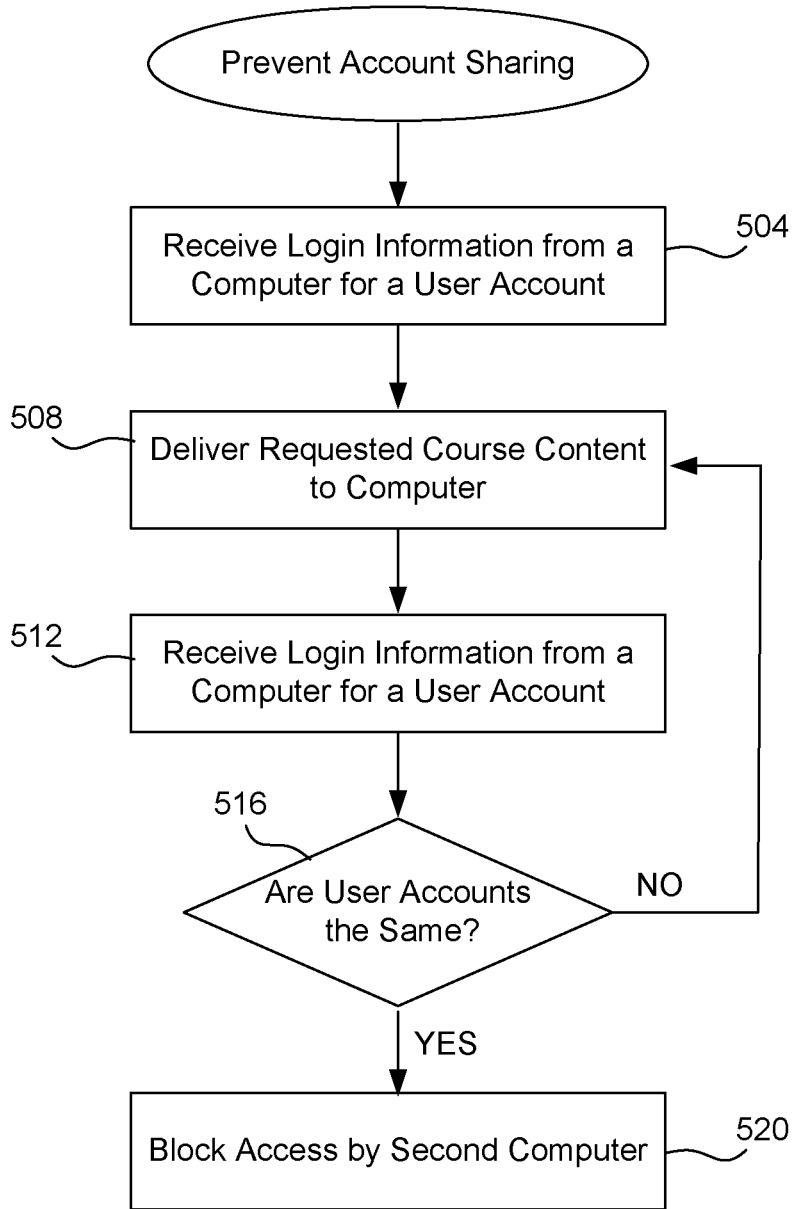 Prevent Account Sharing
504
Receive Login Information from a
Computer for a User Account
508
Deliver Requested Course Content
to Computer
512
Receive Login Information from a
Computer for a User Account
516
Are User Accounts
the Same?
NO
YES
Block Access by Second Computer
520